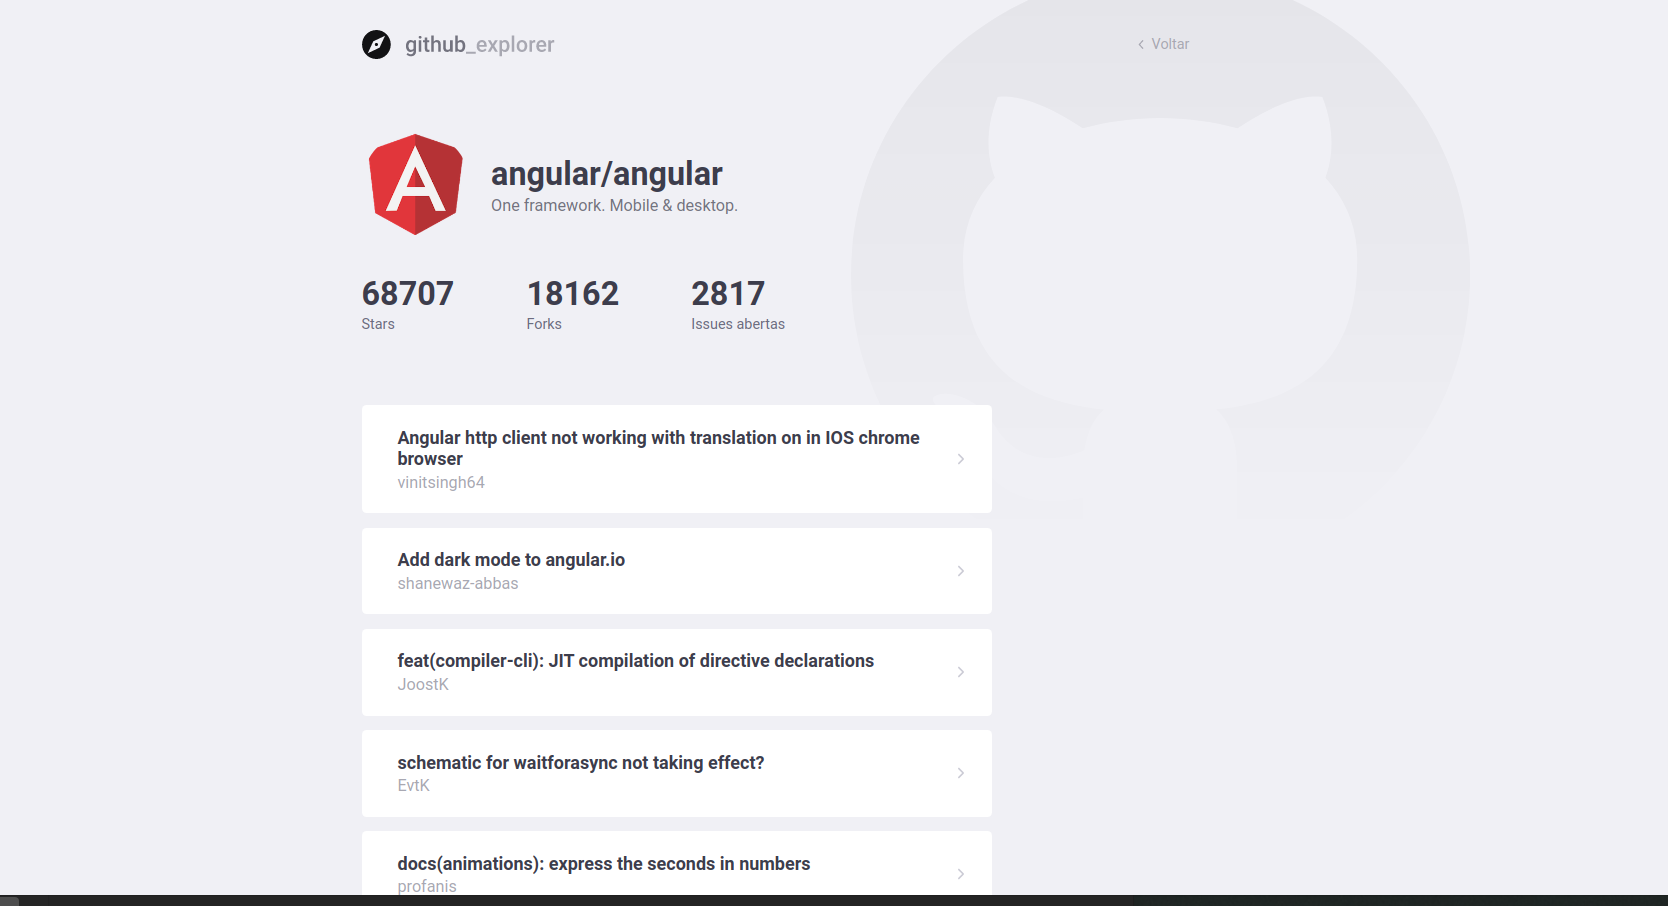 github_explorer
Voltar
angular/angular
One framework. Mobile & desktop.
68707 18162 2817
Stars Forks Issues abertas
Angular http client not working with translation on in IOS chrome
browser
vinitsingh64
Add dark mode to angular.io
shanewaz-abbas
feat(compiler-cli): JIT compilation of directive declarations
JoostK
schematic for waitforasync not taking effect?
EvtK
docs(animations): express the seconds in numbers
profanis